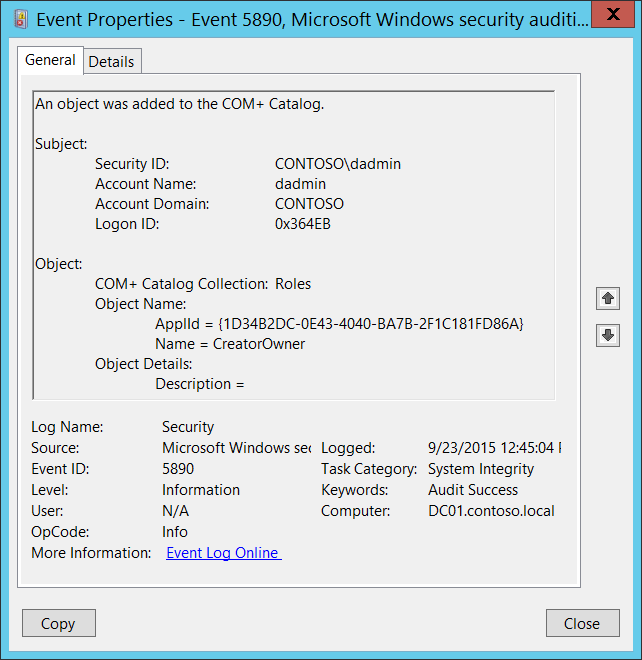 Event Properties - Event 5890, Microsoft Windows security auditi...
X
General
Details
An object was added to the COM+ Catalog.
Subject:
Security ID: CONTOSO\dadmin
Account Name: dadmin
Account Domain: CONTOSO
Logon ID: 0x364EB
Object:
COM+ Catalog Collection: Roles
Object Name:
AppId = {1D34B2DC-0E43-4040-BA7B-2F1C181FD86A}
Name = CreatorOwner
Object Details:
Description =
Log Name: Security
Source: Microsoft Windows sec Logged: 9/23/2015 12:45:04
Event ID: 5890 Task Category: System Integrity
Level: Information Keywords: Audit Success
User: N/A Computer: DC01.contoso.local
OpCode: Info
More Information: Event Log Online
Copy
Close